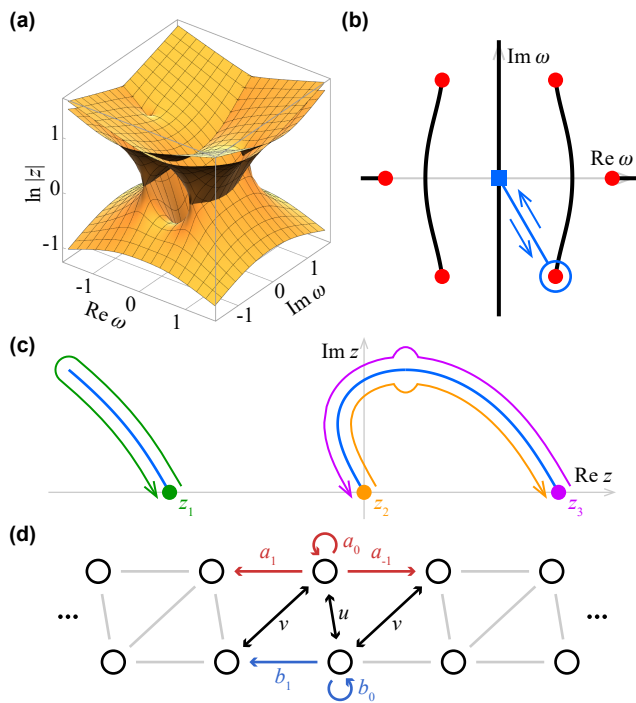 (a)
(b)
ln |z|
1
0
-1
-1
0
1
Re ω
-1
0
1
Im ω
Im ω
Re ω
(c)
Im z
Re z
z₁
z₂
z₃
(d)
a₁
a₀
a₋₁
v
u
v
...
...
b₁
b₀